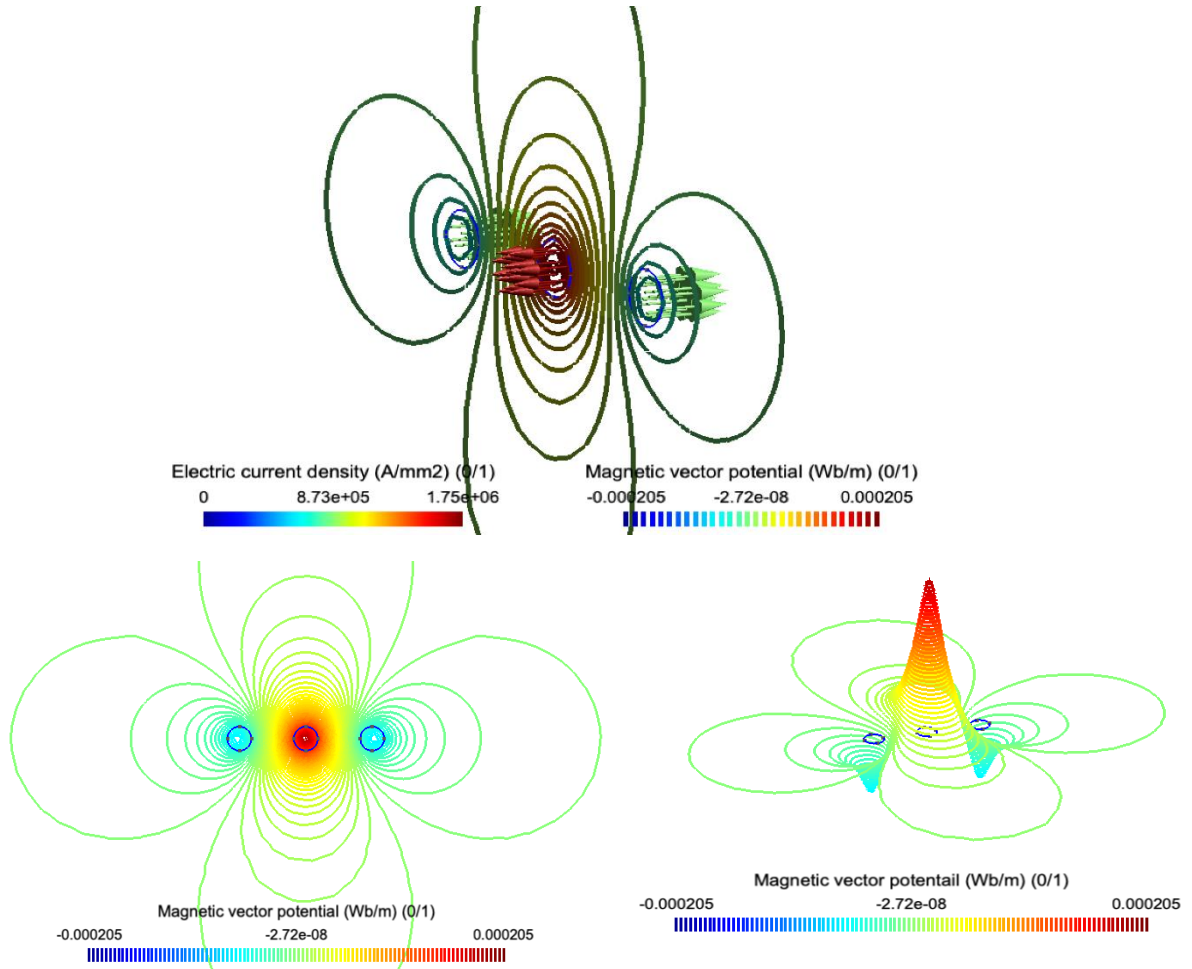 Electric current density (A/mm2) (0/1)
0 8.73e+05 1.75e+06
Magnetic vector potential (Wb/m) (0/1)
-0.000205 -2.72e-08 0.000205
Magnetic vector potential (Wb/m) (0/1)
-0.000205 -2.72e-08 0.000205
Magnetic vector potentail (Wb/m) (0/1)
-0.000205 -2.72e-08 0.000205